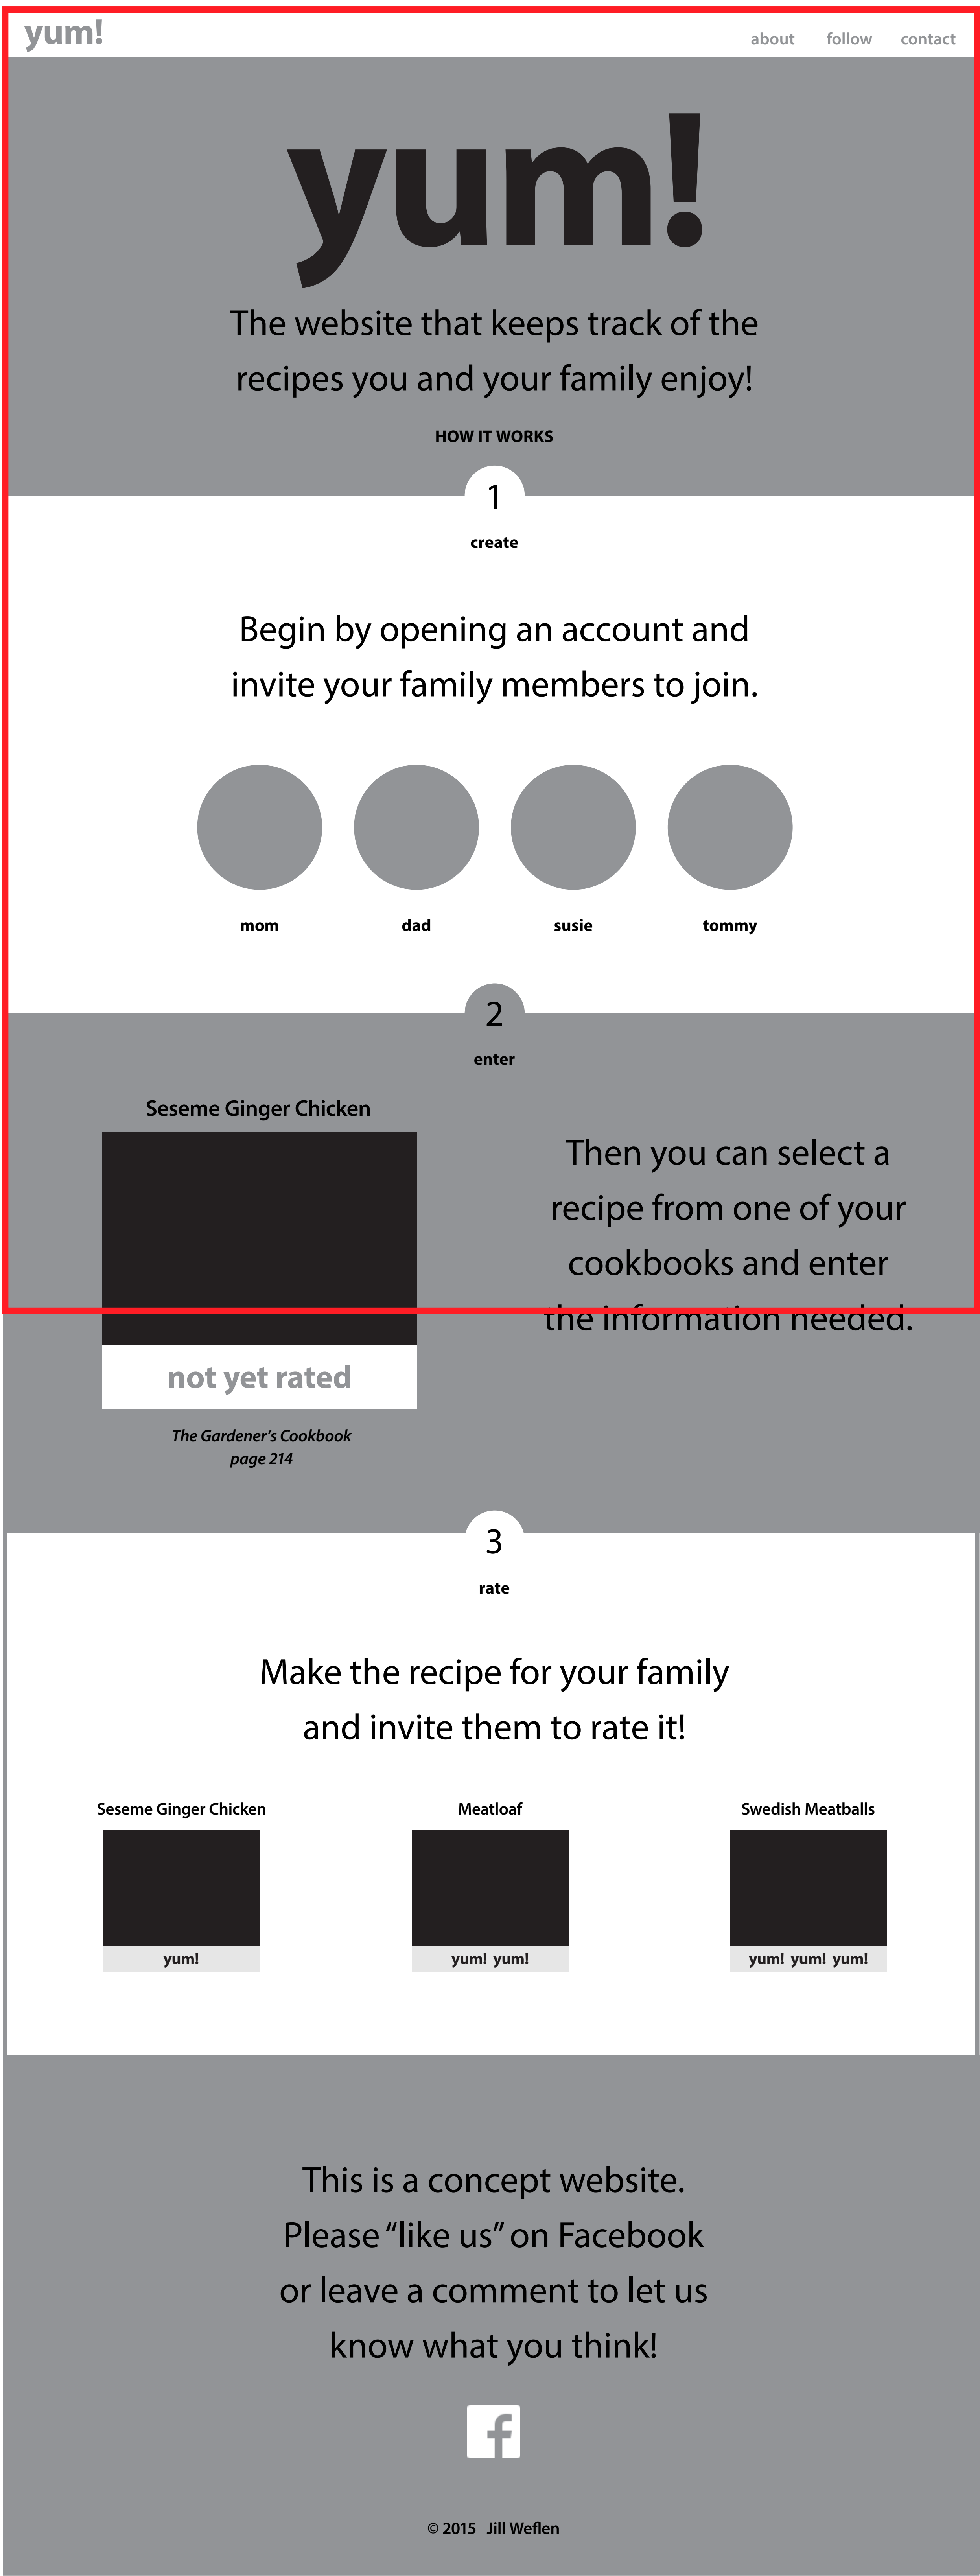 yum!
about follow contact
yum!
The website that keeps track of the
recipes you and your family enjoy!
HOW IT WORKS
1
create
Begin by opening an account and
invite your family members to join.
mom dad susie tommy
2
enter
Seseme Ginger Chicken
not yet rated
The Gardener’s Cookbook
page 214
Then you can select a
recipe from one of your
cookbooks and enter
the information needed.
3
rate
Make the recipe for your family
and invite them to rate it!
Seseme Ginger Chicken
yum!
Meatloaf
yum! yum!
Swedish Meatballs
yum! yum! yum!
This is a concept website.
Please “like us” on Facebook
or leave a comment to let us
know what you think!
f
© 2015 Jill Weflen